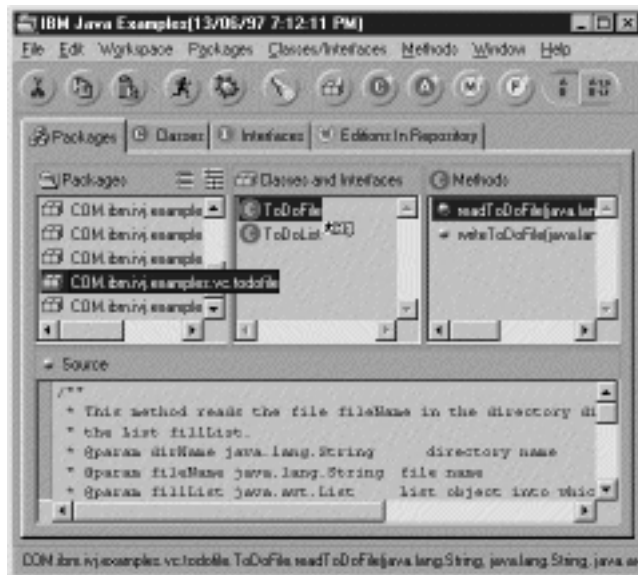 IBM Java Examples(13/06/97 7:12:11 PM)
File Edit Workspace Packages Classes/Interfaces Methods Window Help
Packages Classes Interfaces Editions In Repository
Packages Classes and Interfaces Methods
COM.ibm.ivj.example ToDoFile readToDoFile(java.lan
COM.ibm.ivj.example ToDoList writeToDoFile(java.lar
COM.ibm.ivj.example
COM.ibm.ivj.examples.vc.todofile
COM.ibm.ivj.example
Source
/**
* This method reads the file fileName in the directory di
* the List fillList.
* @param dirName java.lang.String directory name
* @param fileName java.lang.String file name
* @param fillList java.awt.List list object into whic
COM.ibm.ivj.examples.vc.todofile.ToDoFile.readToDoFile(java.lang.String, java.lang.String, java.aw